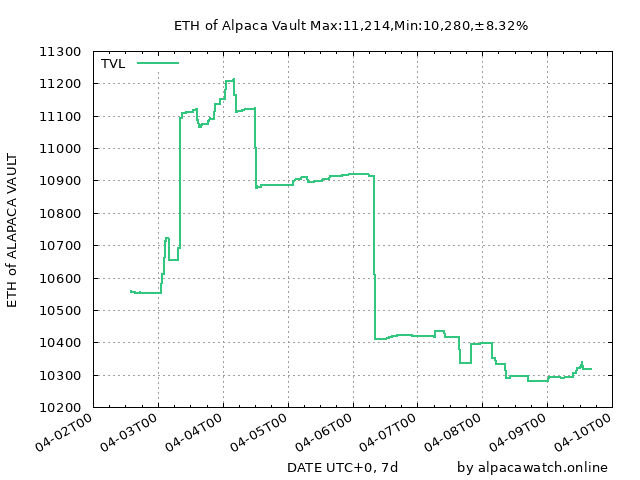 ETH of Alpaca Vault Max:11,214,Min:10,280,±8.32%
11300
TVL
11200
11100
11000
10900
10800
10700
10600
10500
10400
10300
10200
ETH of ALAPACA VAULT
04-02T00
04-03T00
04-04T00
04-05T00
04-06T00
04-07T00
04-08T00
04-09T00
04-10T00
DATE UTC+0, 7d
by alpacawatch.online